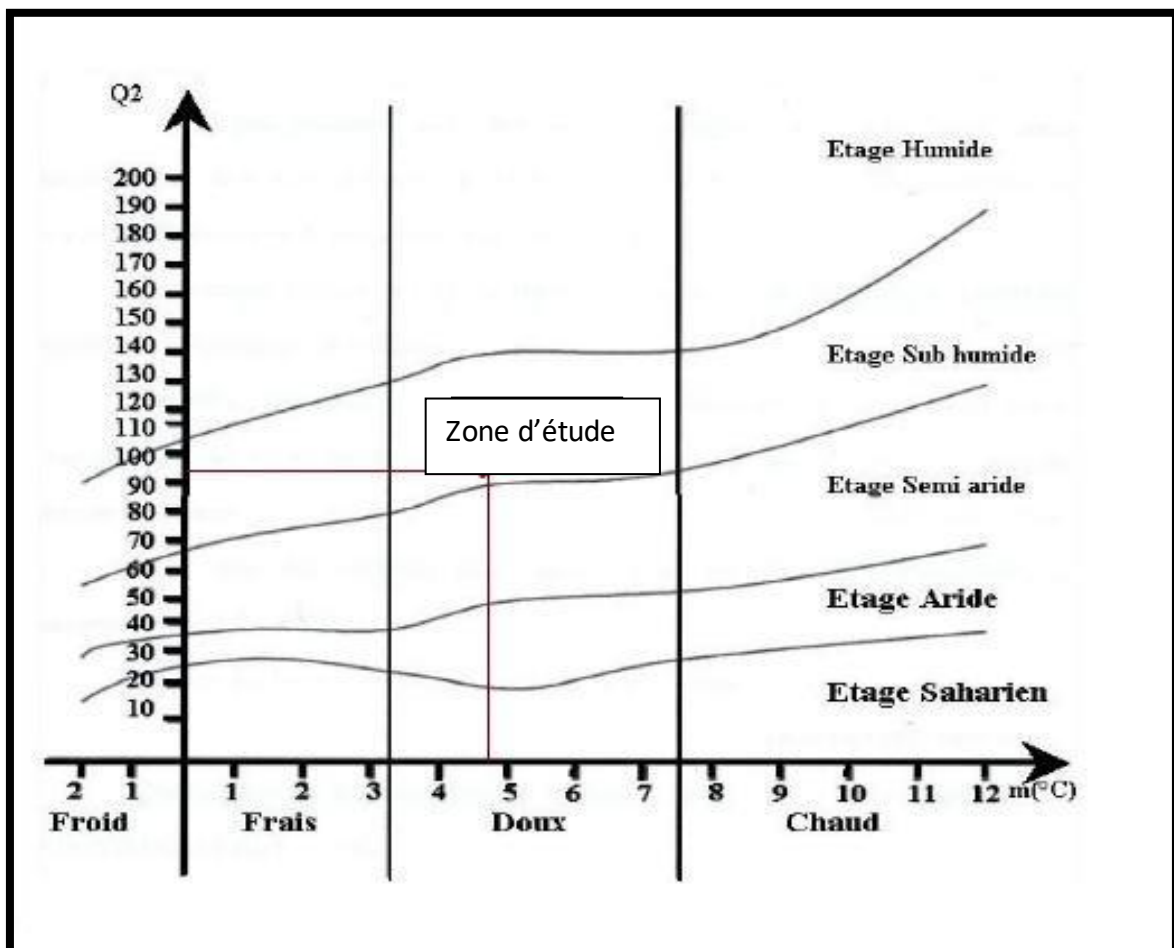 Q2
Etage Humide
200
190
180
170
160
150
140
130
120
110
100
90
80
70
60
50
40
30
20
10
Etage Sub humide
Zone d’étude
Etage Semi aride
Etage Aride
Etage Saharien
2 1 1 2 3 4 5 6 7 8 9 10 11 12 m(°C)
Froid Frais Doux Chaud